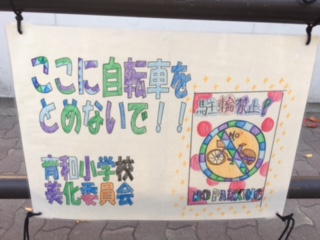 ここに自転車を
とめないで！！
育和小学校
美化委員会
駐輪禁止！
NO
NO PARKING